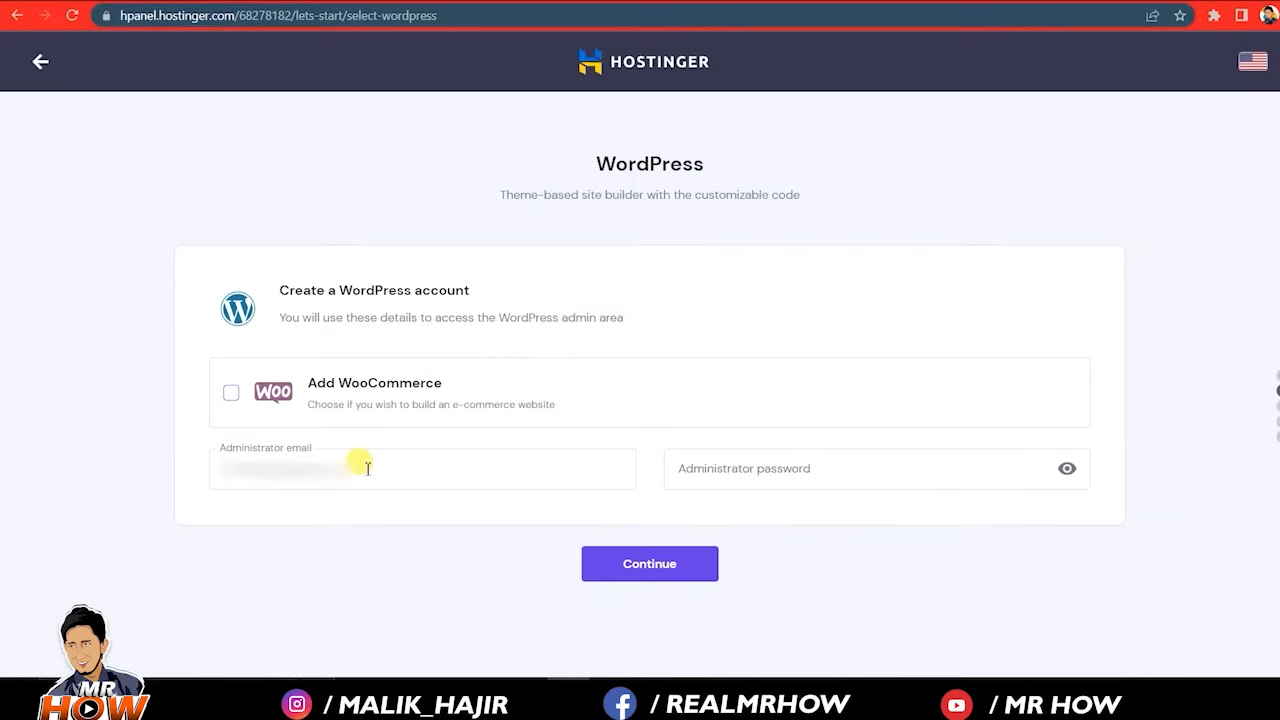 hpanel.hostinger.com/68278182/lets-start/select-wordpress
HOSTINGER
WordPress
Theme-based site builder with the customizable code
Create a WordPress account
You will use these details to access the WordPress admin area
WOO
Add WooCommerce
Choose if you wish to build an e-commerce website
Administrator email
Administrator password
Continue
MR
HOW
/ MALIK_HAJIR
/ REALMRHOW
/ MR HOW